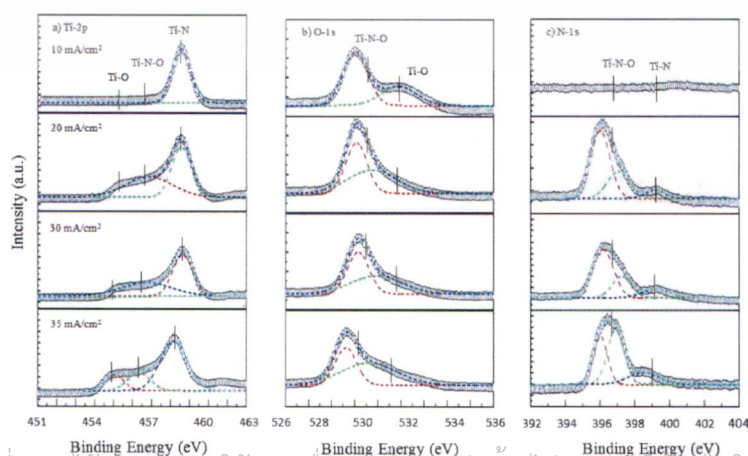 a) Ti-2p
Ti-N
10 mA/cm²
Ti-N-O
Ti-O
20 mA/cm²
30 mA/cm²
35 mA/cm²
451 454 457 460 463
Binding Energy (eV)
Intensity (a.u.)
b) O-1s
Ti-N-O
Ti-O
526 528 530 532 534 536
Binding Energy (eV)
c) N-1s
Ti-N-O
Ti-N
392 394 396 398 400 402 404
Binding Energy (eV)